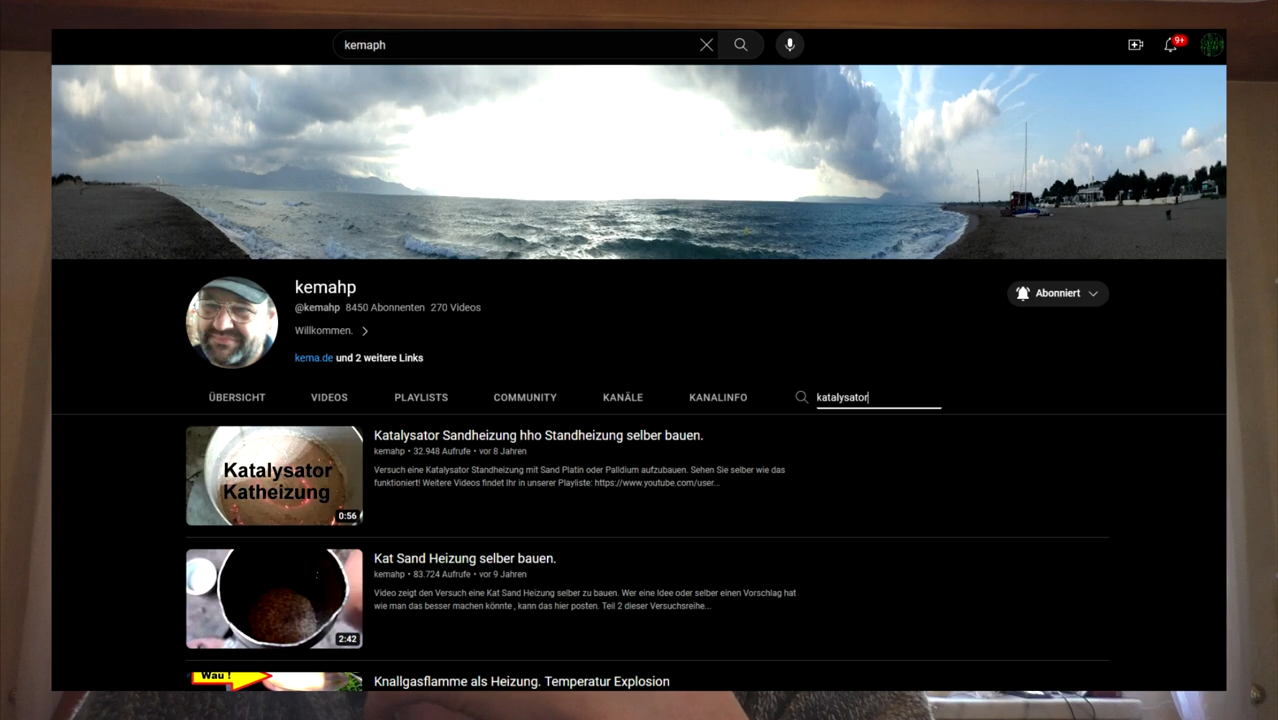 kemaph
9+
kemahp
@kemahp 8450 Abonnenten 270 Videos
Willkommen.
kema.de und 2 weitere Links
Abonniert
ÜBERSICHT VIDEOS PLAYLISTS COMMUNITY KANÄLE KANALINFO katalysator
Katalysator
Katheizung
0:56
Katalysator Sandheizung hho Standheizung selber bauen.
kemahp • 32.948 Aufrufe • vor 8 Jahren
Versuch eine Katalysator Standheizung mit Sand Platin oder Palldium aufzubauen. Sehen Sie selber wie das
funktioniert! Weitere Videos findet Ihr in unserer Playliste: https://www.youtube.com/user...
2:42
Kat Sand Heizung selber bauen.
kemahp • 83.724 Aufrufe • vor 9 Jahren
Video zeigt den Versuch eine Kat Sand Heizung selber zu bauen. Wer eine Idee oder selber einen Vorschlag hat
wie man das besser machen könnte , kann das hier posten. Teil 2 dieser Versuchsreihe...
Wau !
Knallgasflamme als Heizung. Temperatur Explosion